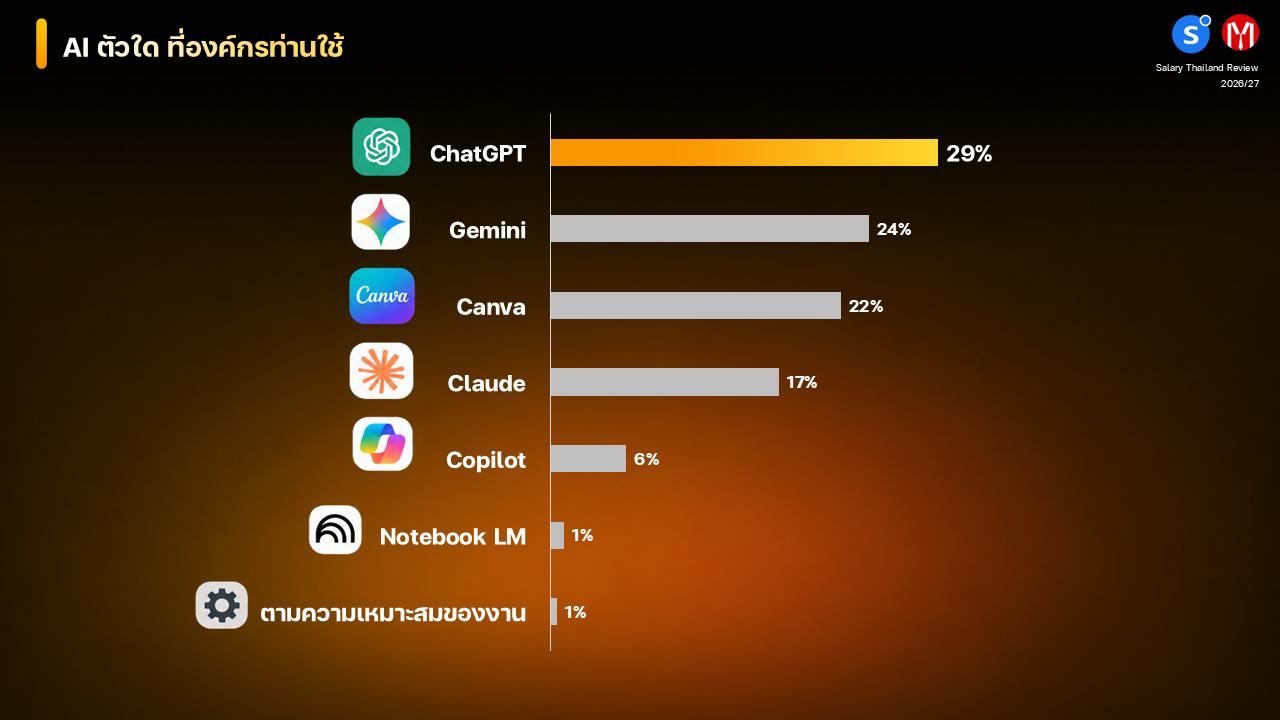 AI ตัวใด ที่องค์กรท่านใช้
S
Salary Thailand Review
2026/27
ChatGPT
29%
Gemini
24%
Canva
Canva
22%
Claude
17%
Copilot
6%
Notebook LM
1%
ตามความเหมาะสมของงาน
1%